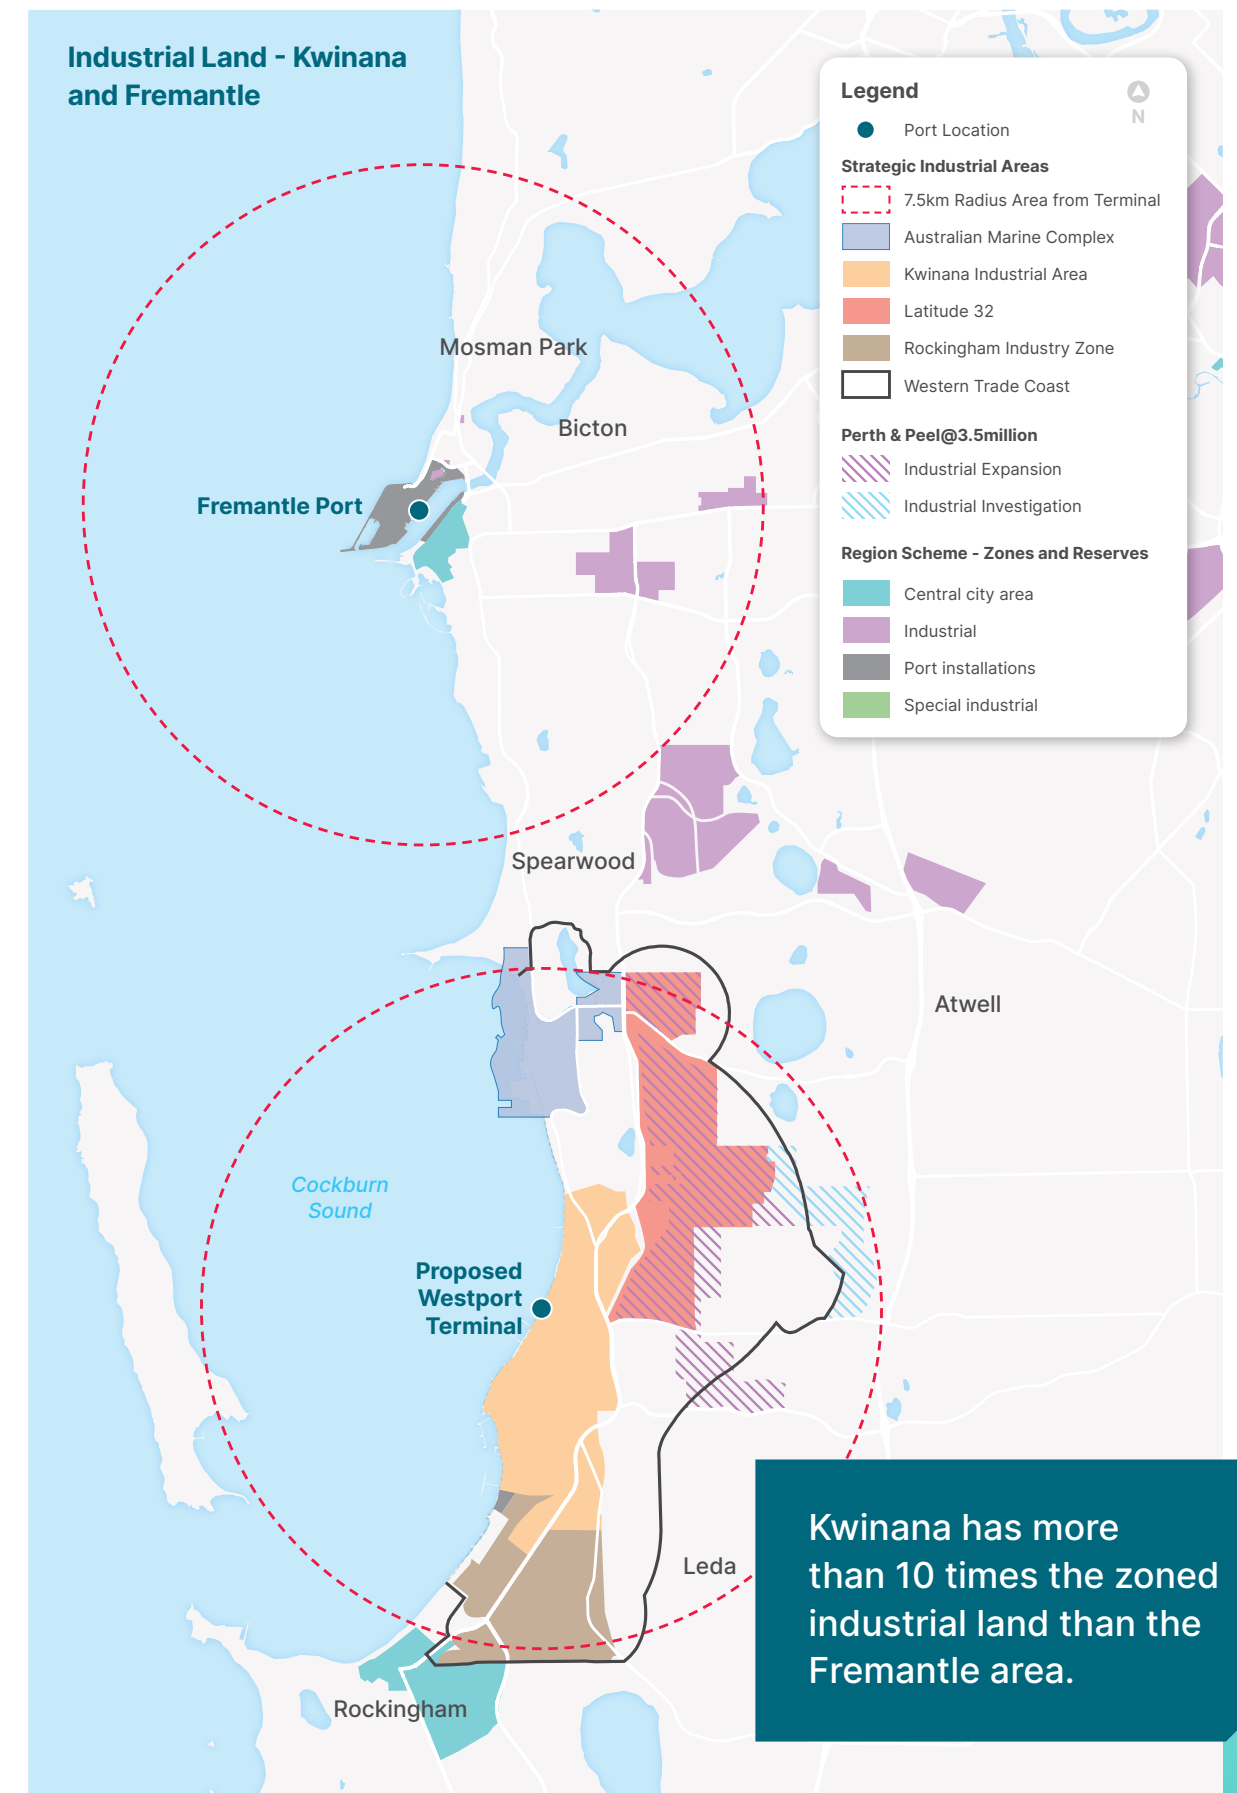 Industrial Land - Kwinana
and Fremantle
Legend
N
Port Location
Strategic Industrial Areas
7.5km Radius Area from Terminal
Australian Marine Complex
Kwinana Industrial Area
Latitude 32
Rockingham Industry Zone
Western Trade Coast
Perth & Peel@3.5million
Industrial Expansion
Industrial Investigation
Region Scheme - Zones and Reserves
Central city area
Industrial
Port installations
Special industrial
Mosman Park
Bicton
Fremantle Port
Spearwood
Atwell
Cockburn
Sound
Proposed
Westport
Terminal
Leda
Rockingham
Kwinana has more
than 10 times the zoned
industrial land than the
Fremantle area.